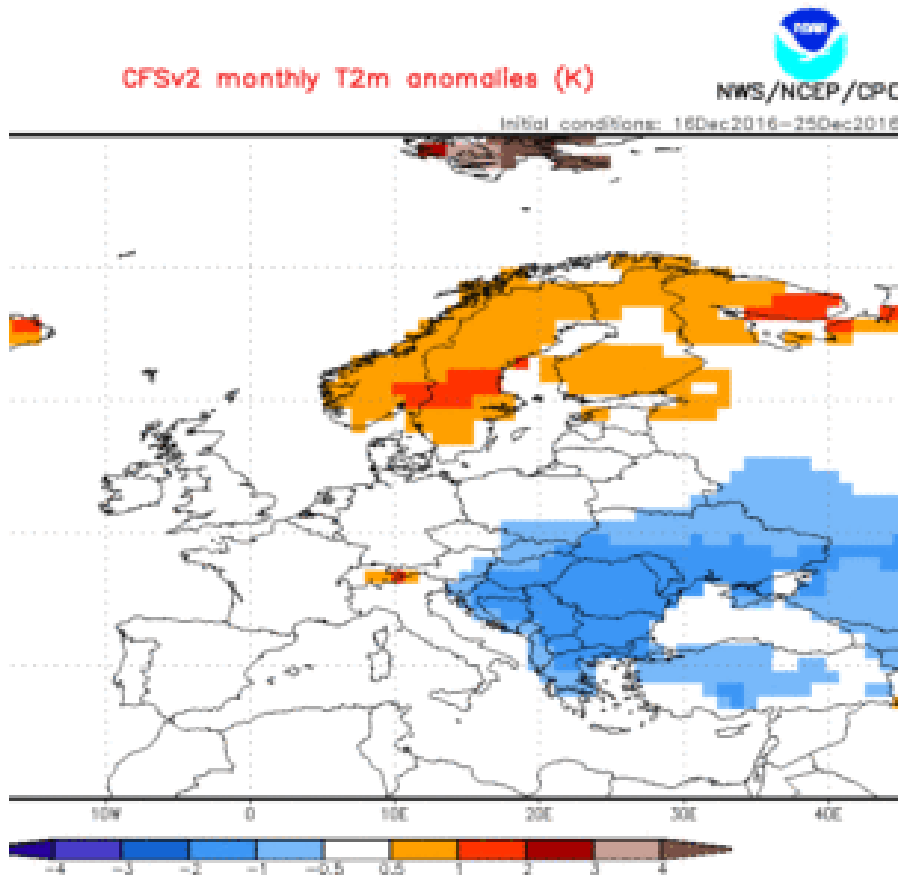 CFSv2 monthly T2m anomalies (K)
NWS/NCEP/CPC
Initial conditions: 16Dec2016-25Dec2016
10W 0 10E 20E 30E 40E
-4 -3 -2 -1 -0.5 0.5 1 2 3 4